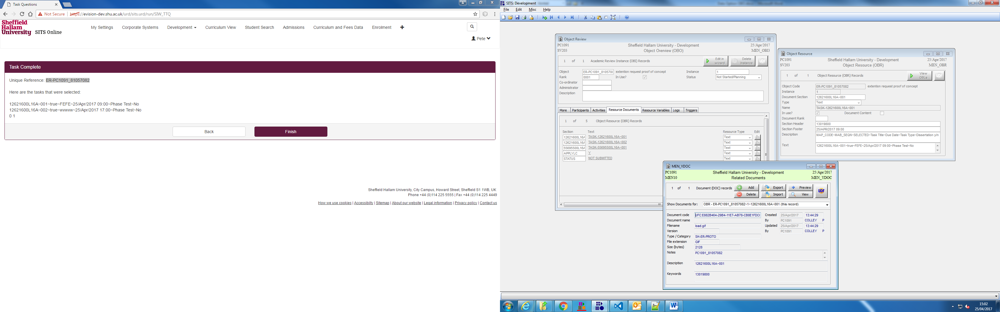 Task Questions
Not Secure | https://evision-dev.shu.ac.uk/urd/sits.urd/run/SIW_TTQ
Sheffield
Hallam
University
SITS Online
My Settings
Corporate Systems
Development
Curriculum View
Student Search
Admissions
Curriculum and Fees Data
Enrolment
Pete
Task Complete
Unique Reference: ER-PC1091_81057082
Here are the tasks that were selected:
12621600L16A~001~true~FEFE~25/Apr/2017 09:00~Phase Test~No
12621600L16A~002~true~wvwvw~25/Apr/2017 17:00~Phase Test~No
0 1
Back
Finish
Sheffield Hallam University, City Campus, Howard Street, Sheffield S1 1WB, UK
Phone +44 (0)114 225 5555 | Fax +44 (0)114 225 4449
How we use cookies | Accessibilty | Sitemap | About our website | Legal information | Privacy policy | Contact us
SITS: Development
File Edit Misc Help
Object Review
PC1091 Sheffield Hallam University - Development 25/Apr/2017
SV203 Object Overview (OBO) MEN_OBI3
1 of 1 Academic Review Instance (OBI) Records
Edit in wizard
Delete Instance
UDF
Object ER-PC1091_8105708 extention request proof of concept Instance 1
Rank 0001 In Use? Status Not Started/Planning
Co-ordinator
Administrator
Description
More Participants Activities Resource Documents Resource Variables Logs Triggers
1 of 5 Object Resource (OBR) Records
Section Text Resource Type Edit
12621600L16A TASK-12621600L16A~001 Text
12621600L16A TASK-12621600L16A~002 Text
55695500L16A TASK-55695500L16A~001 Text
APPLYLC Y Text
STATUS NOT SUBMITTED Text
Object Resource
PC1091 Sheffield Hallam University - Development 25/Apr/2017
SV203 Object Resource (OBR) MEN_OBR
1 of 1 Object Resource (OBR) Records
View OBLs
UDF
Object Code ER-PC1091_81057082 extention request proof of concept
Instance 1
Document Section 12621600L16A~001
Type Text
Name TASK-12621600L16A~001
In use? Document Content
Document Rank
Section Header 13019800
Section Footer 25/APR/2017 09:00
Description MAP_CODE~MAB_SEQN~SELECTED~Task Title~Due Date~Task Type~Dissertation y/n
Text 12621600L16A~001~true~FEFE~25/Apr/2017 09:00~Phase Test~No
MEN_YDOC
PC1091 Sheffield Hallam University - Development 25/Apr/2017
MEN10 Related Documents MEN_YDOC
1 of 1 Document (DOC) records
Add Export Preview
Delete Import View
UDF
Show Documents for: OBR - ER-PC1091_81057082~1~12621600L16A~001 (this record)
Document code UFC:E882B464-29B4-11E7-AB78-CB8E1FDC Created 25/Apr/2017 13:44:29
Document name By PC1091 COLLEY P
Filename load.gif Updated 25/Apr/2017 13:44:29
Version By PC1091 COLLEY P
Type / Category SH-ER-PROTO
File extension GIF
Size (bytes) 2128
Notes PC1091_81057082
Description 12621600L16A~001
Keywords 13019800
15:02
25/04/2017